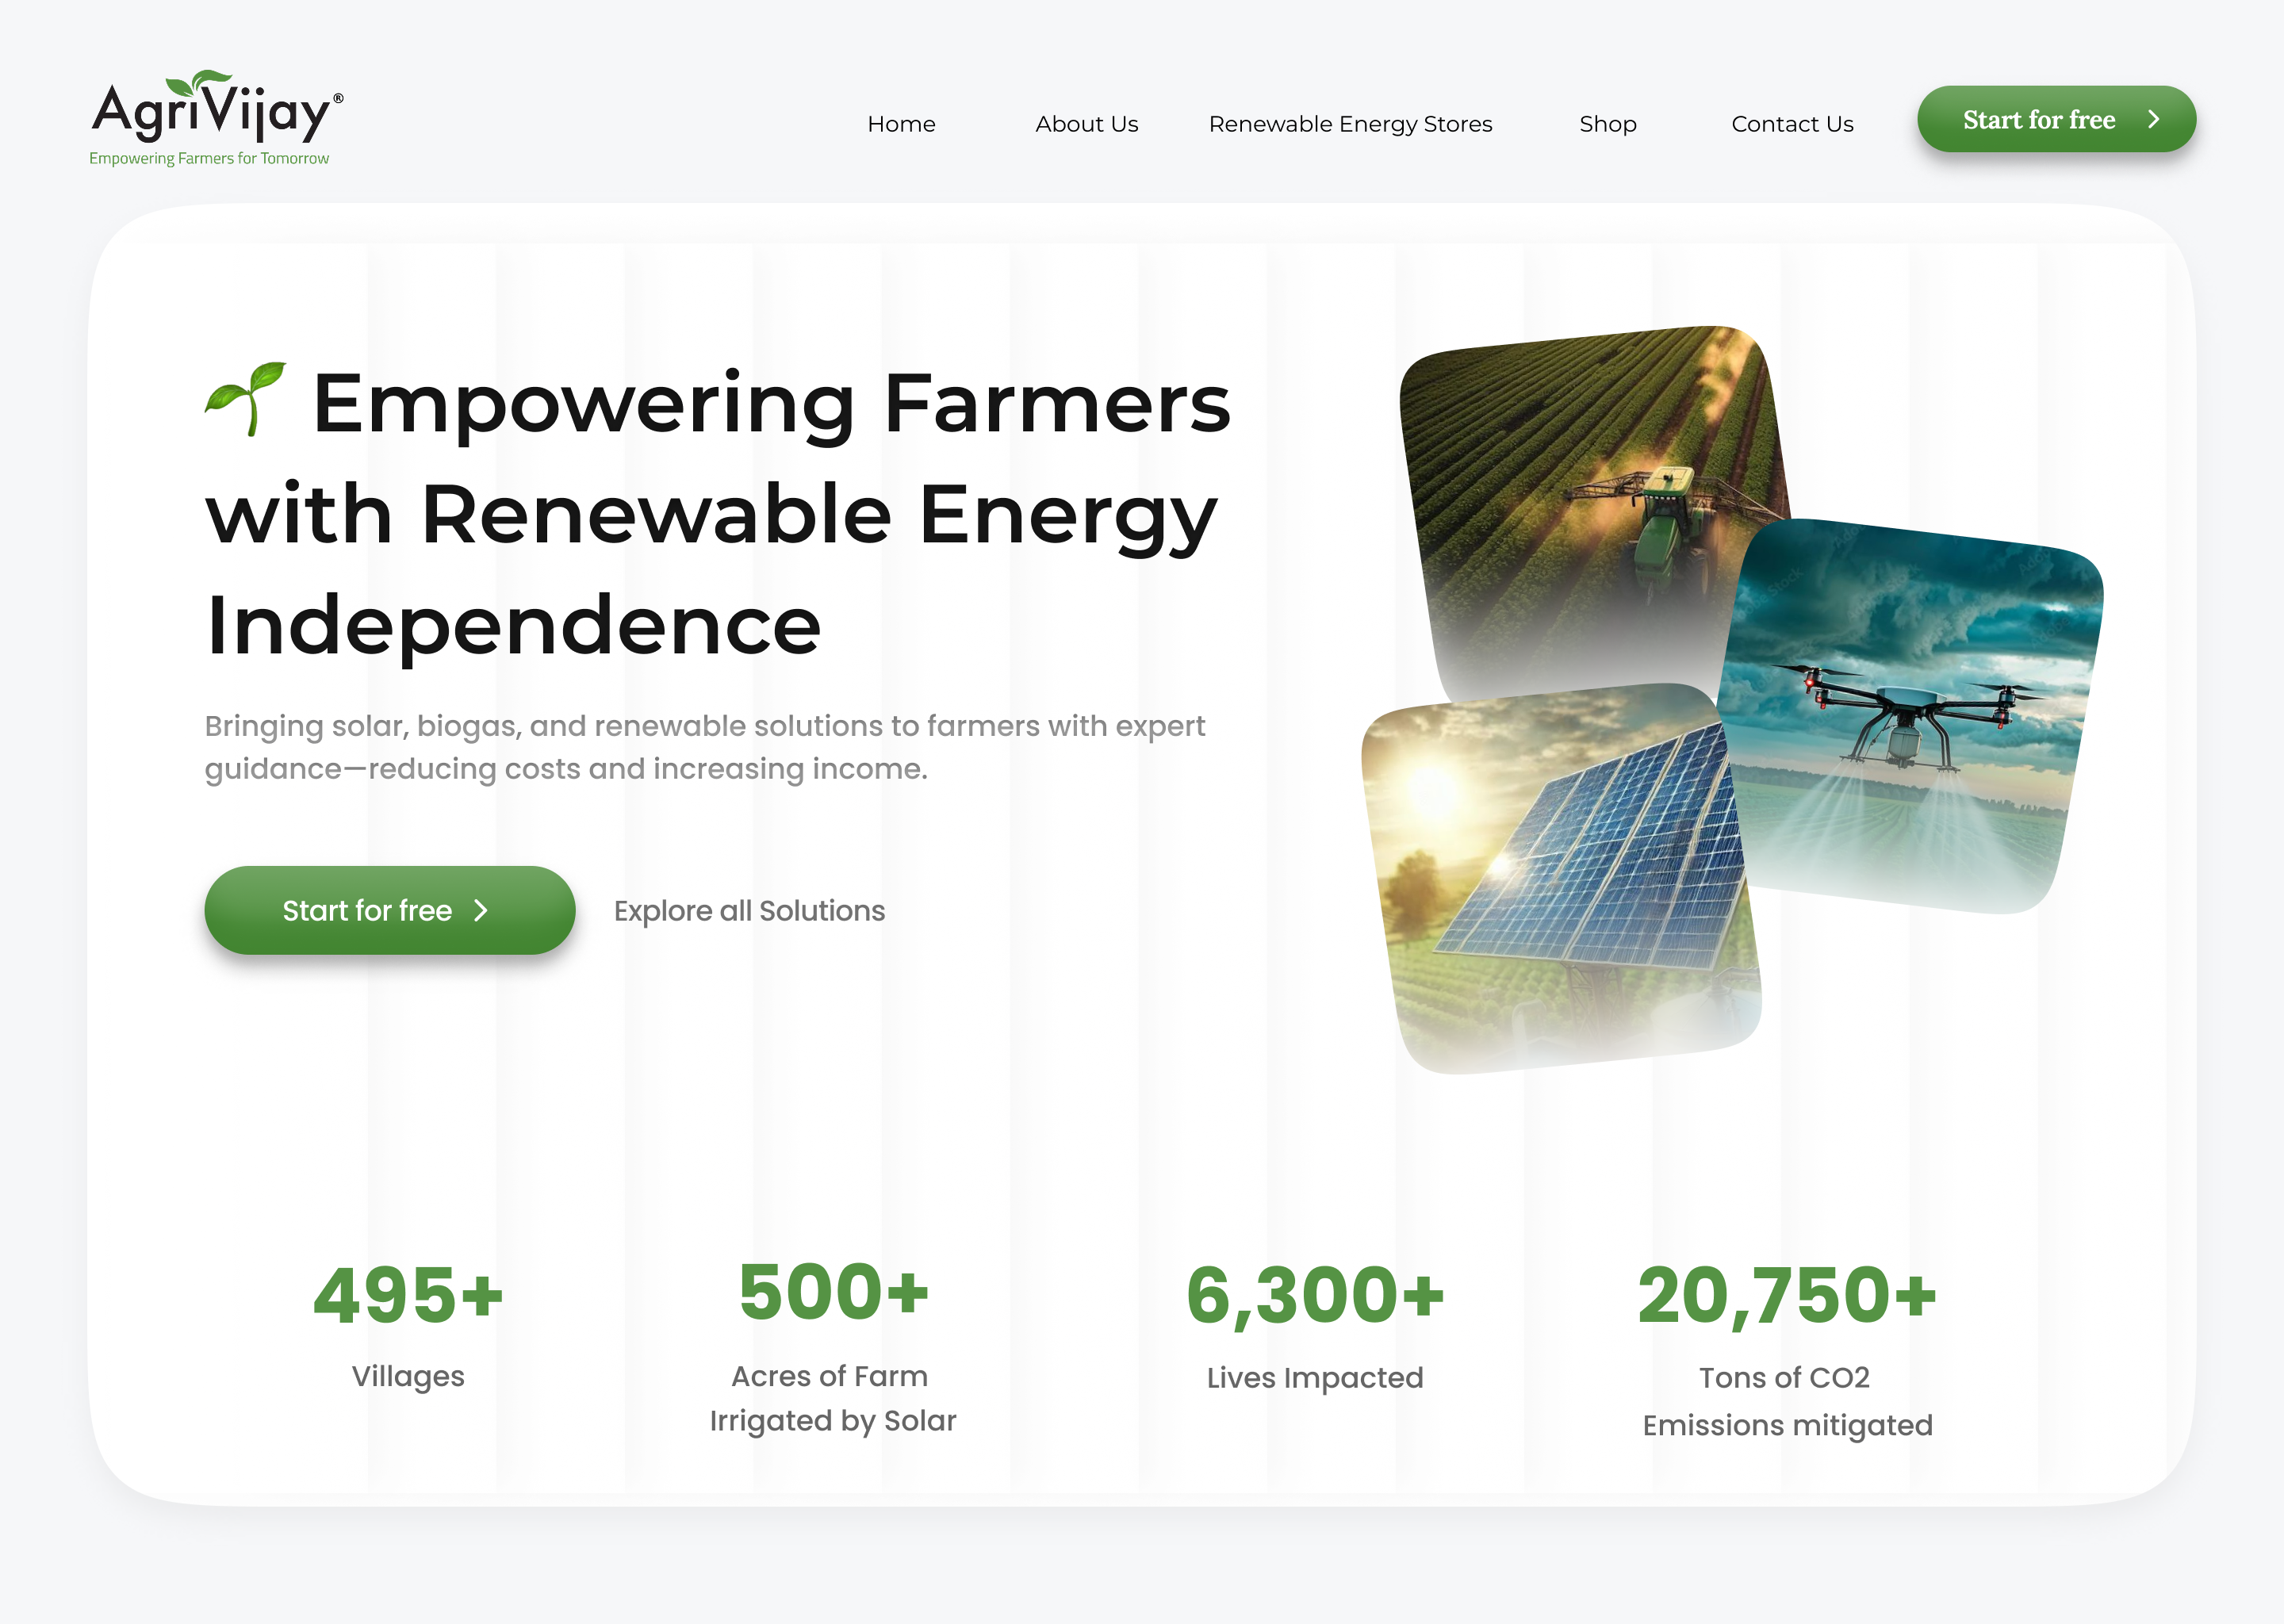 AgriVijay®
Empowering Farmers for Tomorrow
Home
About Us
Renewable Energy Stores
Shop
Contact Us
Start for free
Empowering Farmers
with Renewable Energy
Independence
Bringing solar, biogas, and renewable solutions to farmers with expert
guidance—reducing costs and increasing income.
Start for free
Explore all Solutions
495+
Villages
500+
Acres of Farm
Irrigated by Solar
6,300+
Lives Impacted
20,750+
Tons of CO2
Emissions mitigated